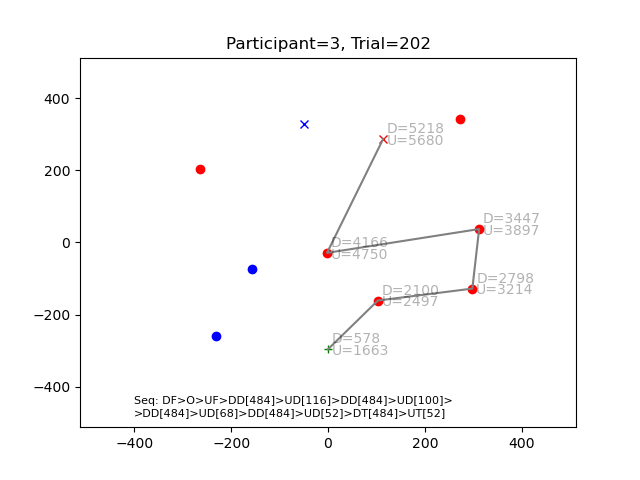 Participant=3, Trial=202
400
200
0
−200
−400
D=5218
U=5680
D=3447
U=3897
D=4166
U=4750
D=2798
U=3214
D=2100
U=2497
D=578
U=1663
Seq: DF>O>UF>DD[484]>UD[116]>DD[484]>UD[100]>
>DD[484]>UD[68]>DD[484]>UD[52]>DT[484]>UT[52]
−400 −200 0 200 400